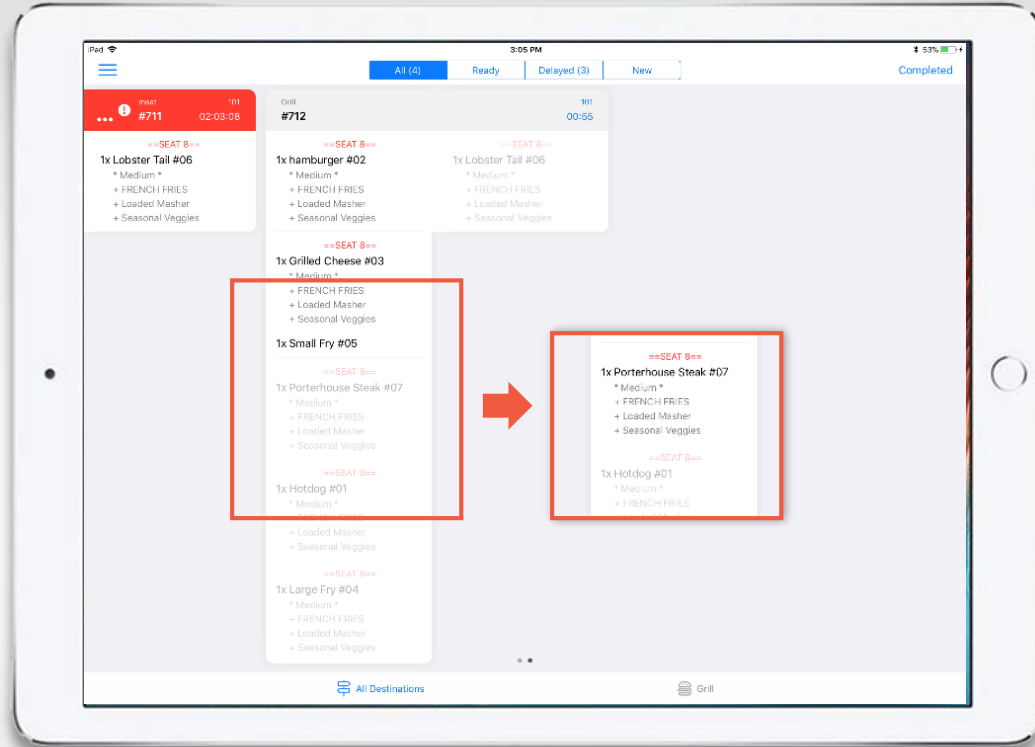 iPad
3:05 PM
53%
All (4)
Ready
Delayed (3)
New
Completed
meat
101
#711
02:03:08
==SEAT 8==
1x Lobster Tail #06
* Medium *
+ FRENCH FRIES
+ Loaded Masher
+ Seasonal Veggies
Grill
101
#712
00:56
==SEAT 8==
1x hamburger #02
* Medium *
+ FRENCH FRIES
+ Loaded Masher
+ Seasonal Veggies
==SEAT 8==
1x Grilled Cheese #03
* Medium *
+ FRENCH FRIES
+ Loaded Masher
+ Seasonal Veggies
1x Small Fry #05
==SEAT 8==
1x Porterhouse Steak #07
* Medium *
+ FRENCH FRIES
+ Loaded Masher
+ Seasonal Veggies
==SEAT 8==
1x Hotdog #01
* Medium *
+ FRENCH FRIES
+ Loaded Masher
+ Seasonal Veggies
==SEAT 8==
1x Large Fry #04
* Medium *
+ FRENCH FRIES
+ Loaded Masher
+ Seasonal Veggies
==SEAT 8==
1x Lobster Tail #06
* Medium *
+ FRENCH FRIES
+ Loaded Masher
+ Seasonal Veggies
==SEAT 8==
1x Porterhouse Steak #07
* Medium *
+ FRENCH FRIES
+ Loaded Masher
+ Seasonal Veggies
==SEAT 8==
1x Hotdog #01
* Medium *
+ FRENCH FRIES
All Destinations
Grill